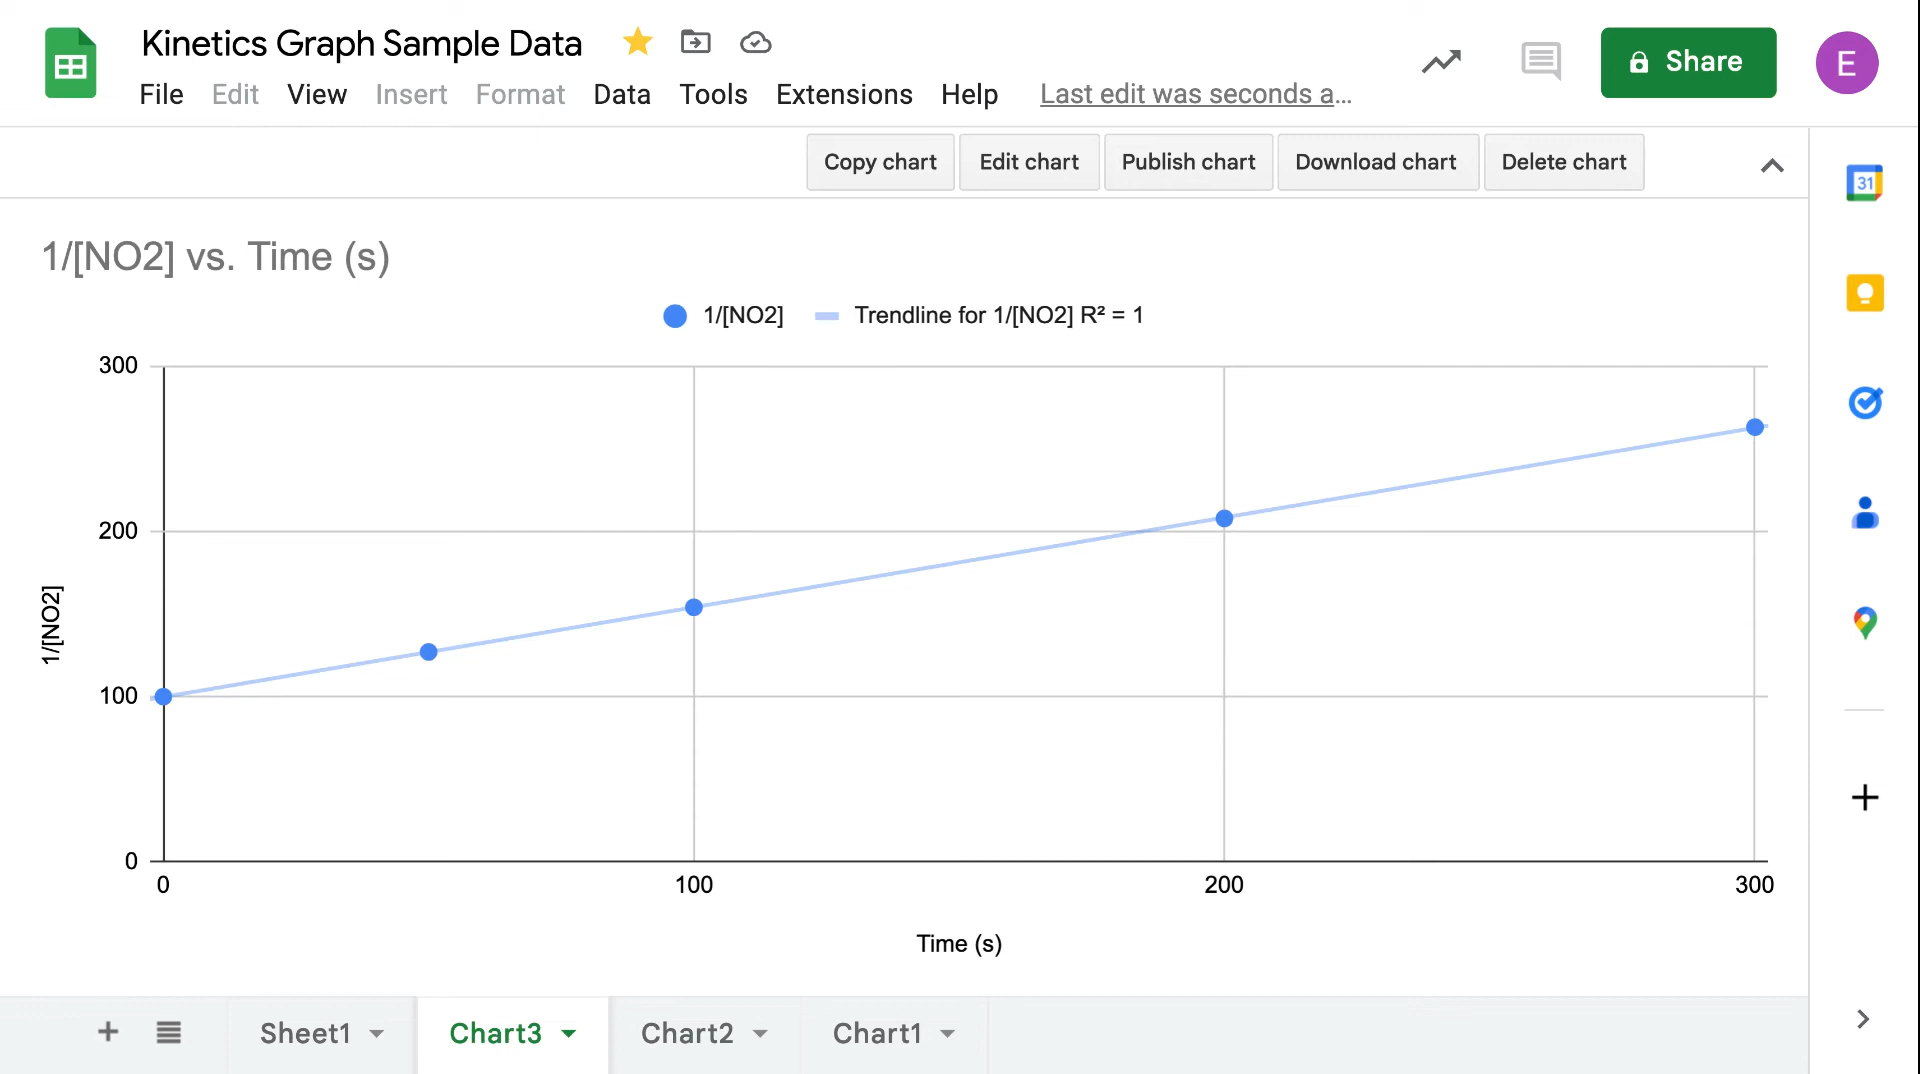 Kinetics Graph Sample Data
File Edit View Insert Format Data Tools Extensions Help Last edit was seconds a...
Share
E
Copy chart Edit chart Publish chart Download chart Delete chart
31
1/[NO2] vs. Time (s)
1/[NO2] Trendline for 1/[NO2] R² = 1
300
200
100
0
1/[NO2]
0 100 200 300
Time (s)
Sheet1 Chart3 Chart2 Chart1